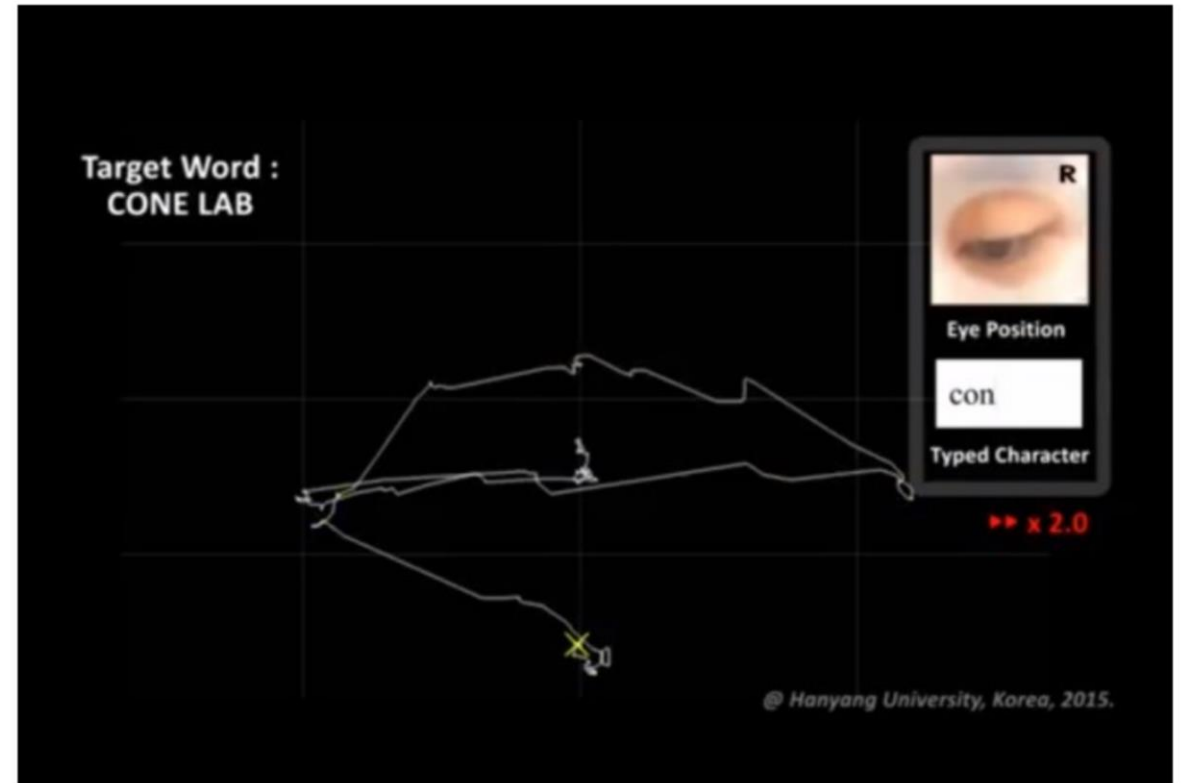 Target Word :
CONE LAB
R
Eye Position
con
Typed Character
x 2.0
@ Hanyang University, Korea, 2015.